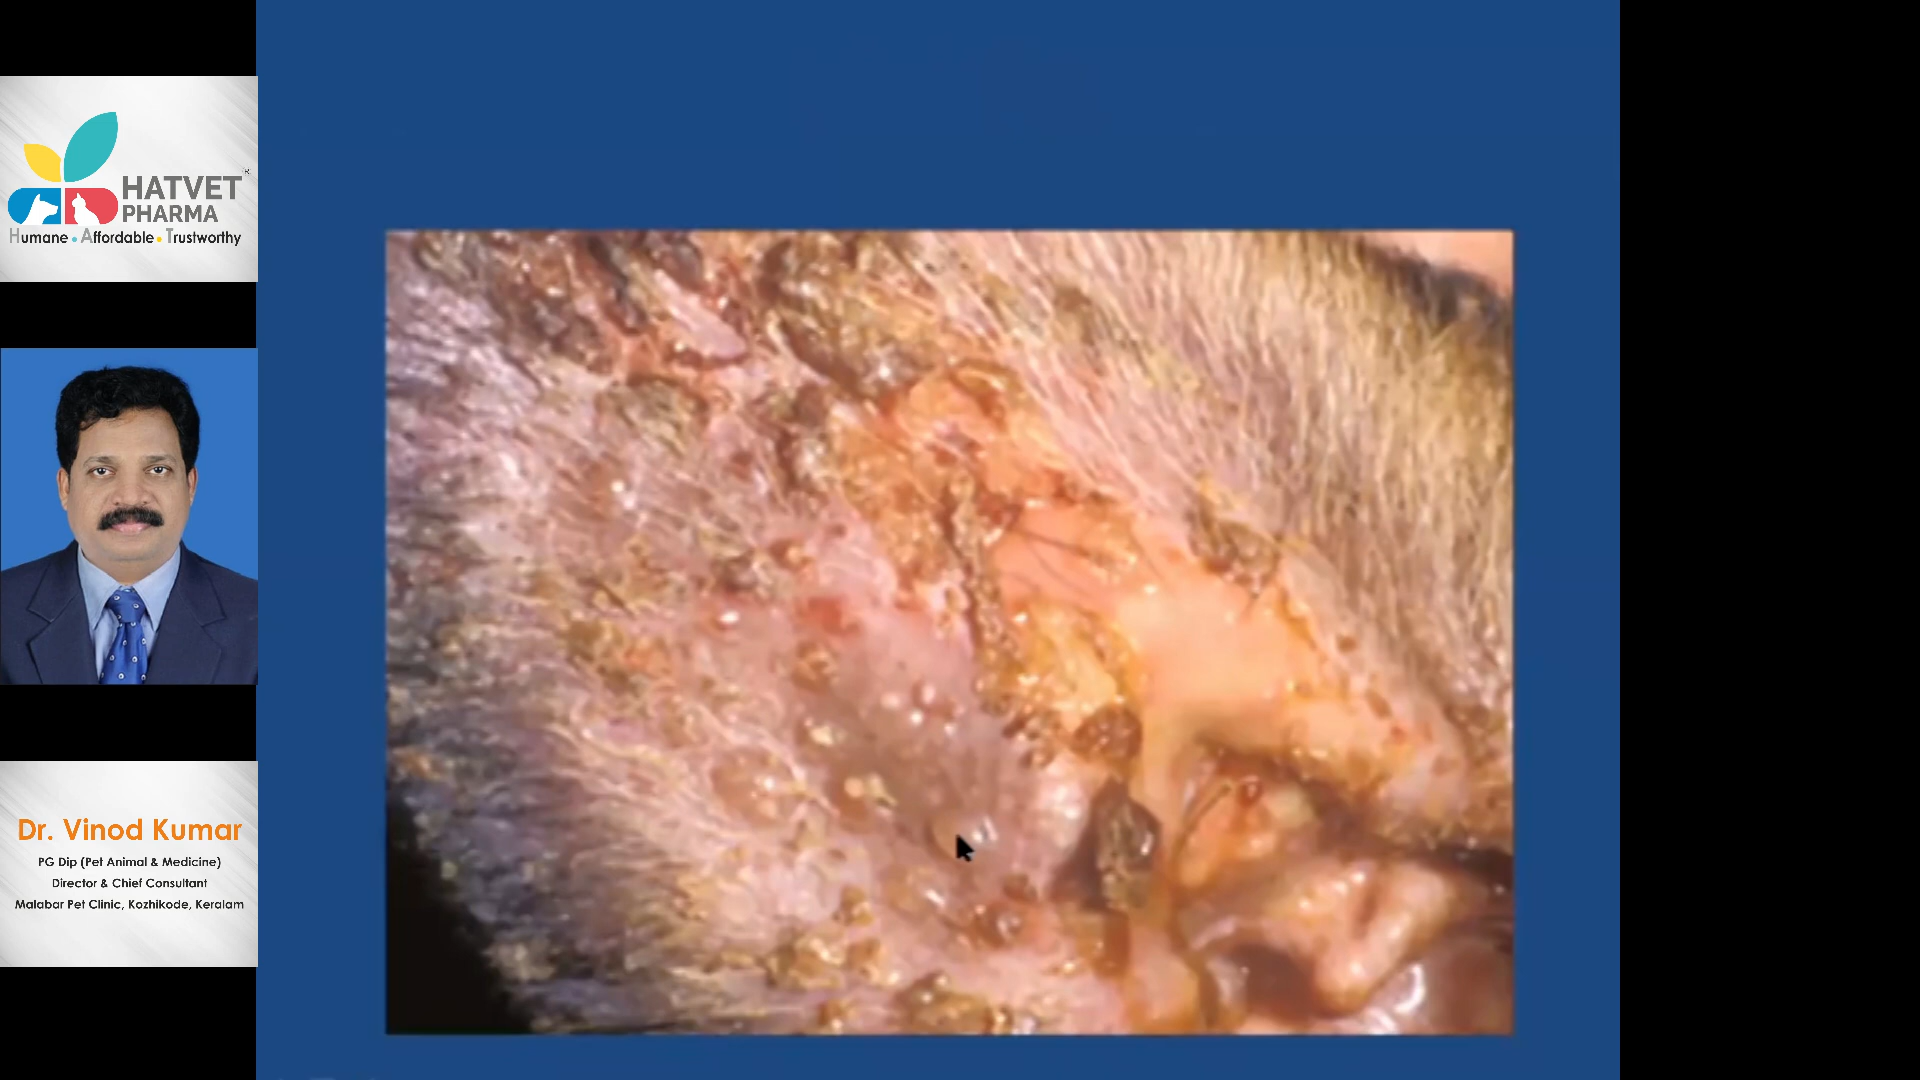 HATVET®
PHARMA
Humane • Affordable • Trustworthy
Dr. Vinod Kumar
PG Dip (Pet Animal & Medicine)
Director & Chief Consultant
Malabar Pet Clinic, Kozhikode, Keralam